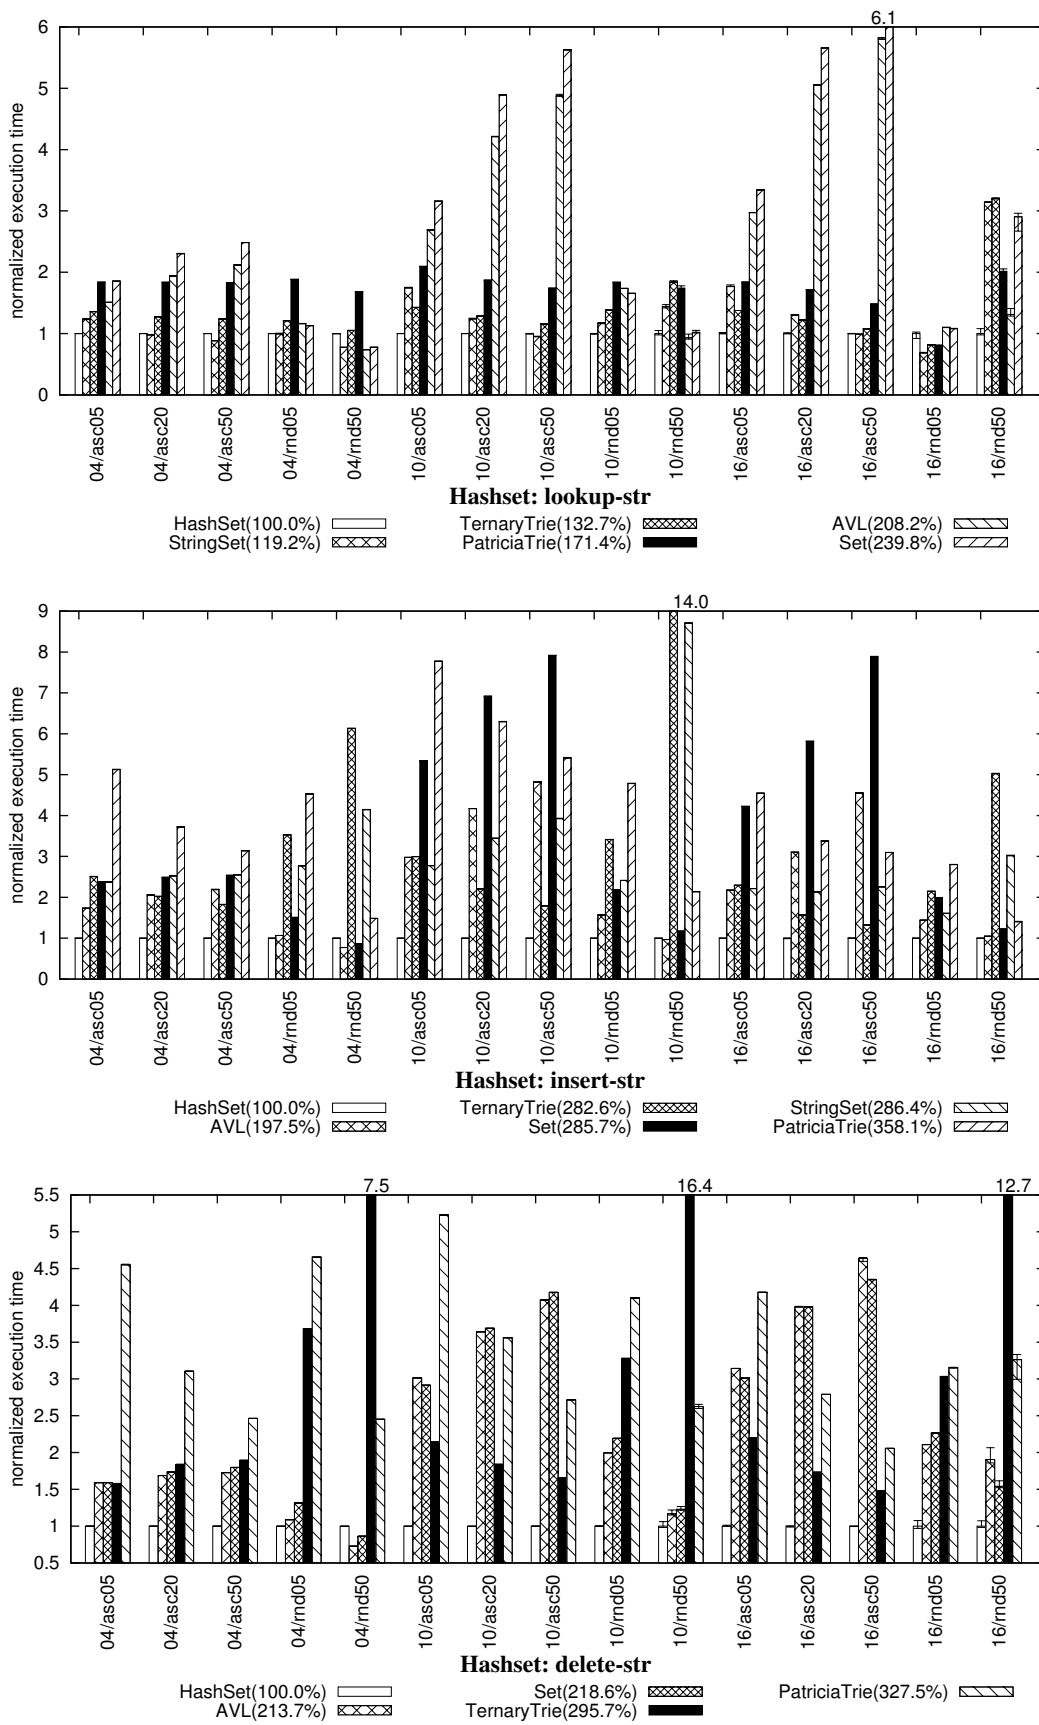 6.1
6
5
4
3
2
1
0
normalized execution time
04/asc05
04/asc20
04/asc50
04/rnd05
04/rnd50
10/asc05
10/asc20
10/asc50
10/rnd05
10/rnd50
16/asc05
16/asc20
16/asc50
16/rnd05
16/rnd50
Hashset: lookup-str
HashSet(100.0%) TernaryTrie(132.7%) AVL(208.2%)
StringSet(119.2%) PatriciaTrie(171.4%) Set(239.8%)
14.0
9
8
7
6
5
4
3
2
1
0
normalized execution time
04/asc05
04/asc20
04/asc50
04/rnd05
04/rnd50
10/asc05
10/asc20
10/asc50
10/rnd05
10/rnd50
16/asc05
16/asc20
16/asc50
16/rnd05
16/rnd50
Hashset: insert-str
HashSet(100.0%) TernaryTrie(282.6%) StringSet(286.4%)
AVL(197.5%) Set(285.7%) PatriciaTrie(358.1%)
7.5 16.4 12.7
5.5
5
4.5
4
3.5
3
2.5
2
1.5
1
0.5
normalized execution time
04/asc05
04/asc20
04/asc50
04/rnd05
04/rnd50
10/asc05
10/asc20
10/asc50
10/rnd05
10/rnd50
16/asc05
16/asc20
16/asc50
16/rnd05
16/rnd50
Hashset: delete-str
HashSet(100.0%) Set(218.6%) PatriciaTrie(327.5%)
AVL(213.7%) TernaryTrie(295.7%)